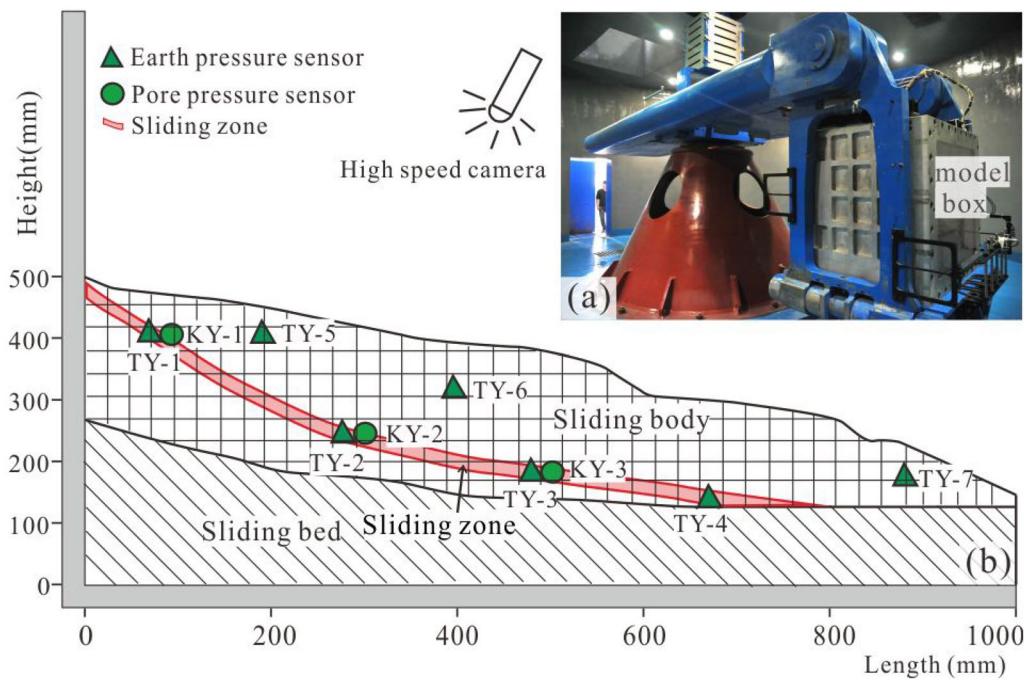 Earth pressure sensor
Pore pressure sensor
Sliding zone
High speed camera
model
box
(a)
Height(mm)
500
400
300
200
100
0
KY-1
TY-5
TY-1
TY-6
Sliding body
KY-2
TY-2
KY-3
TY-7
TY-3
Sliding zone
TY-4
Sliding bed
(b)
0
200
400
600
800
1000
Length (mm)